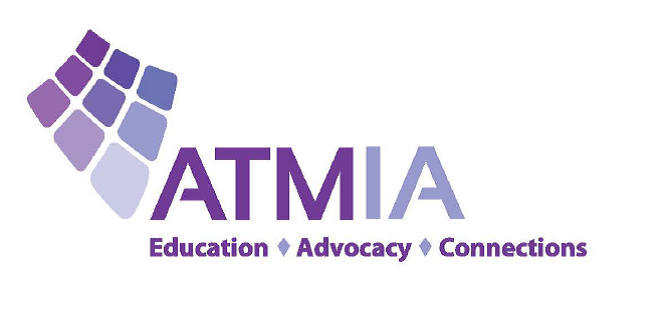 ATMIA
Education ♦ Advocacy ♦ Connections